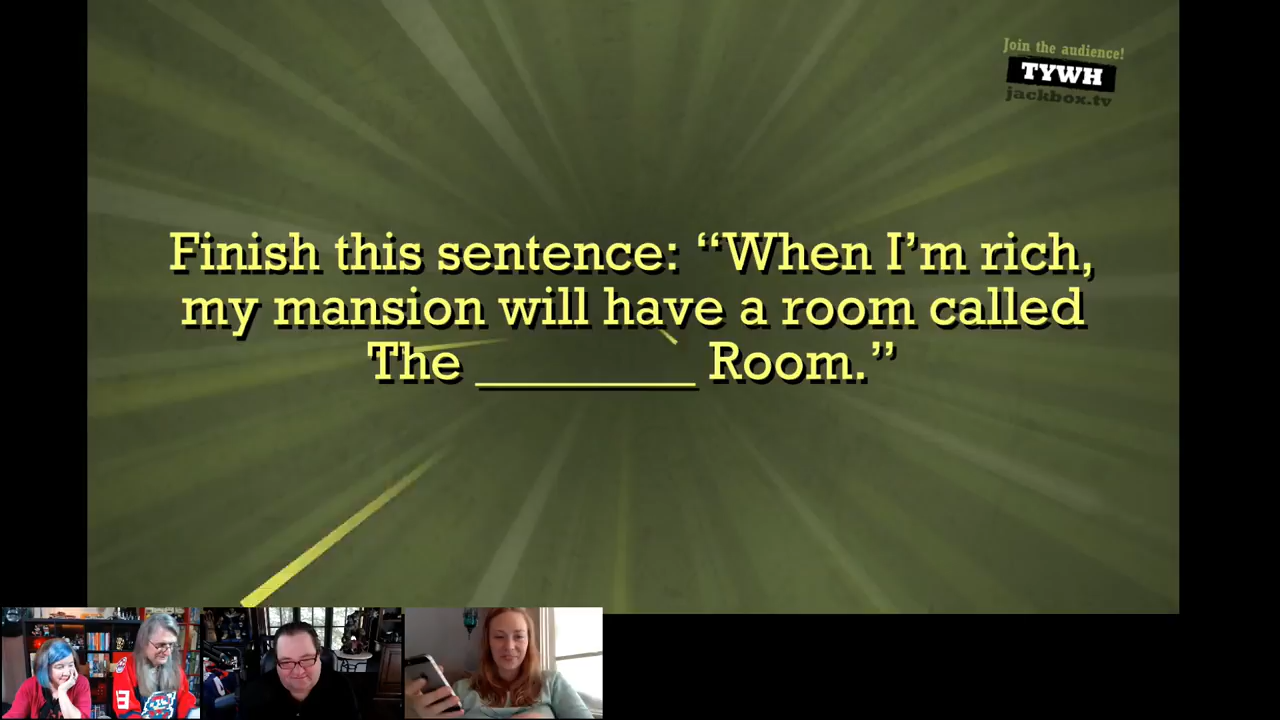 Join the audience!
TYWH
jackbox.tv
Finish this sentence: “When I’m rich,
my mansion will have a room called
The ________ Room.”